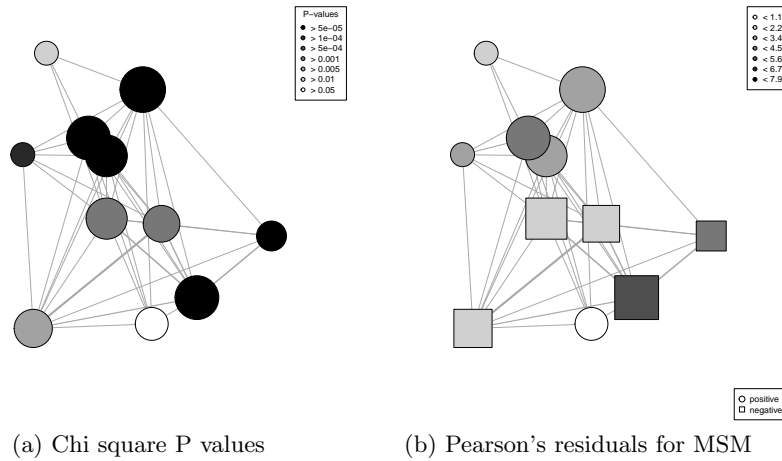 P−values
> 5e−05
> 1e−04
> 5e−04
> 0.001
> 0.005
> 0.01
> 0.05
< 1.1
< 2.2
< 3.4
< 4.5
< 5.6
< 6.7
< 7.9
positive
negative
(a) Chi square P values
(b) Pearson's residuals for MSM